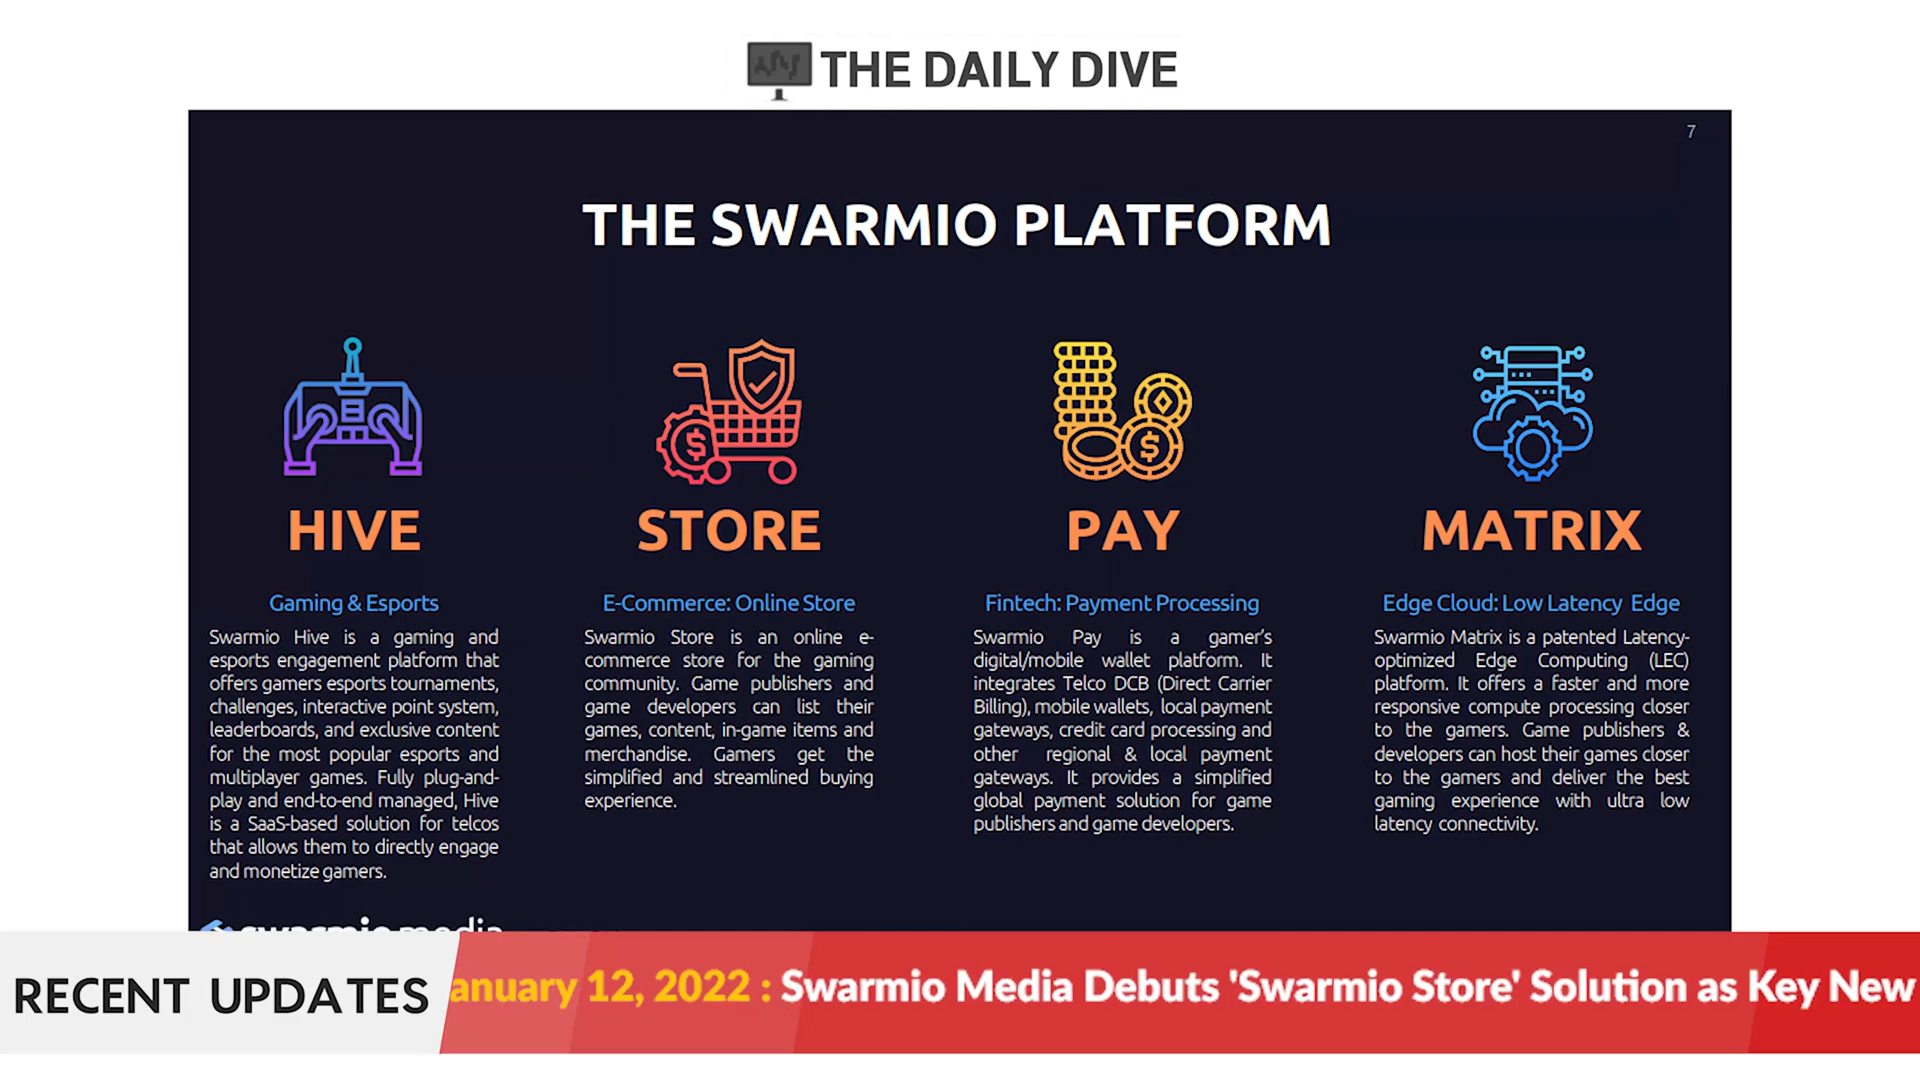 THE DAILY DIVE
7
THE SWARMIO PLATFORM
HIVE
Gaming & Esports
Swarmio Hive is a gaming and
esports engagement platform that
offers gamers esports tournaments,
challenges, interactive point system,
leaderboards, and exclusive content
for the most popular esports and
multiplayer games. Fully plug-and-
play and end-to-end managed, Hive
is a SaaS-based solution for telcos
that allows them to directly engage
and monetize gamers.
STORE
E-Commerce: Online Store
Swarmio Store is an online e-
commerce store for the gaming
community. Game publishers and
game developers can list their
games, content, in-game items and
merchandise. Gamers get the
simplified and streamlined buying
experience.
PAY
Fintech: Payment Processing
Swarmio Pay is a gamer's
digital/mobile wallet platform. It
integrates Telco DCB (Direct Carrier
Billing), mobile wallets, local payment
gateways, credit card processing and
other regional & local payment
gateways. It provides a simplified
global payment solution for game
publishers and game developers.
MATRIX
Edge Cloud: Low Latency Edge
Swarmio Matrix is a patented Latency-
optimized Edge Computing (LEC)
platform. It offers a faster and more
responsive compute processing closer
to the gamers. Game publishers &
developers can host their games closer
to the gamers and deliver the best
gaming experience with ultra low
latency connectivity.
swarmio media
RECENT UPDATES
anuary 12, 2022 : Swarmio Media Debuts 'Swarmio Store' Solution as Key New